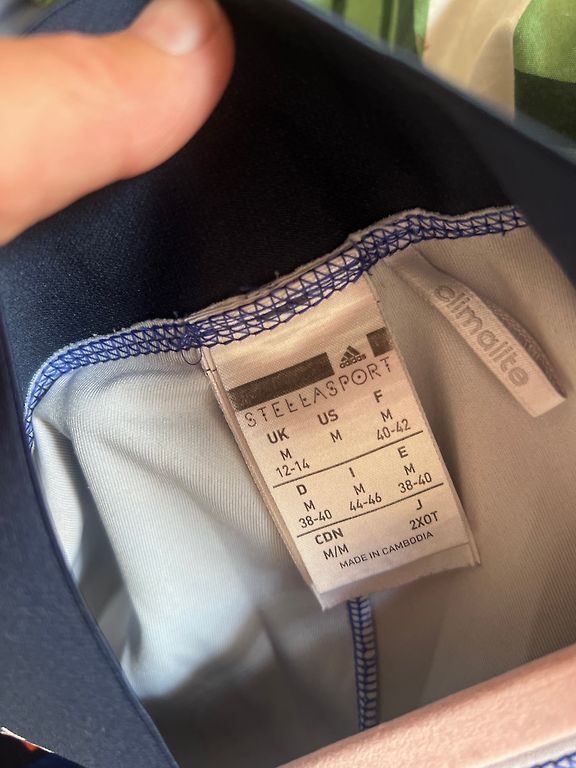 adidas
STELLASPORT
UK US F
M M M
12-14 40-42
D I E
M M M
38-40 44-46 38-40
CDN J
M/M 2XOT
MADE IN CAMBODIA
climalite